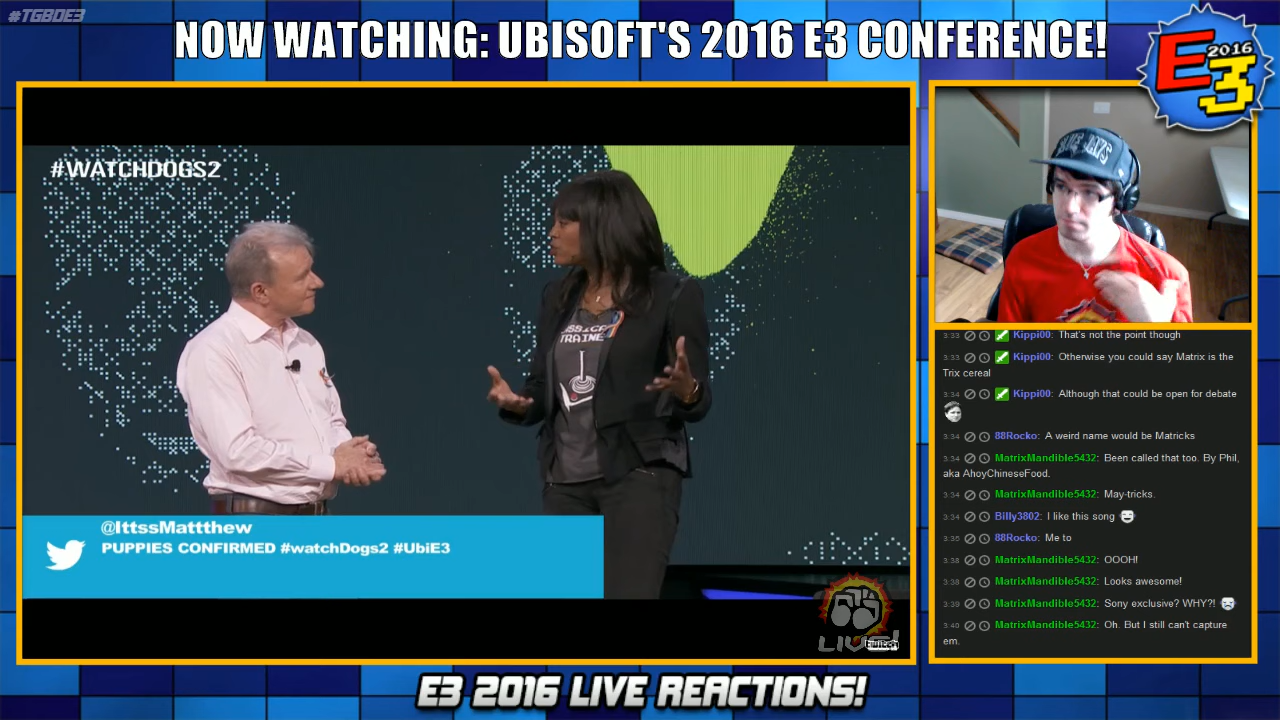 #TGBDE3
NOW WATCHING: UBISOFT'S 2016 E3 CONFERENCE!
E3 2016
#WATCHDOGS2
TRAINE
@IttssMattthew
PUPPIES CONFIRMED #watchDogs2 #UbiE3
LIVE!
twitch
3:33 Kippi00: That's not the point though
3:33 Kippi00: Otherwise you could say Matrix is the
Trix cereal
3:34 Kippi00: Although that could be open for debate
3:34 88Rocko: A weird name would be Matricks
3:34 MatrixMandible5432: Been called that too. By Phil,
aka AhoyChineseFood.
3:34 MatrixMandible5432: May-tricks.
3:34 Billy3802: I like this song
3:35 88Rocko: Me to
3:38 MatrixMandible5432: OOOH!
3:38 MatrixMandible5432: Looks awesome!
3:39 MatrixMandible5432: Sony exclusive? WHY?!
3:40 MatrixMandible5432: Oh. But I still can't capture
em.
E3 2016 LIVE REACTIONS!